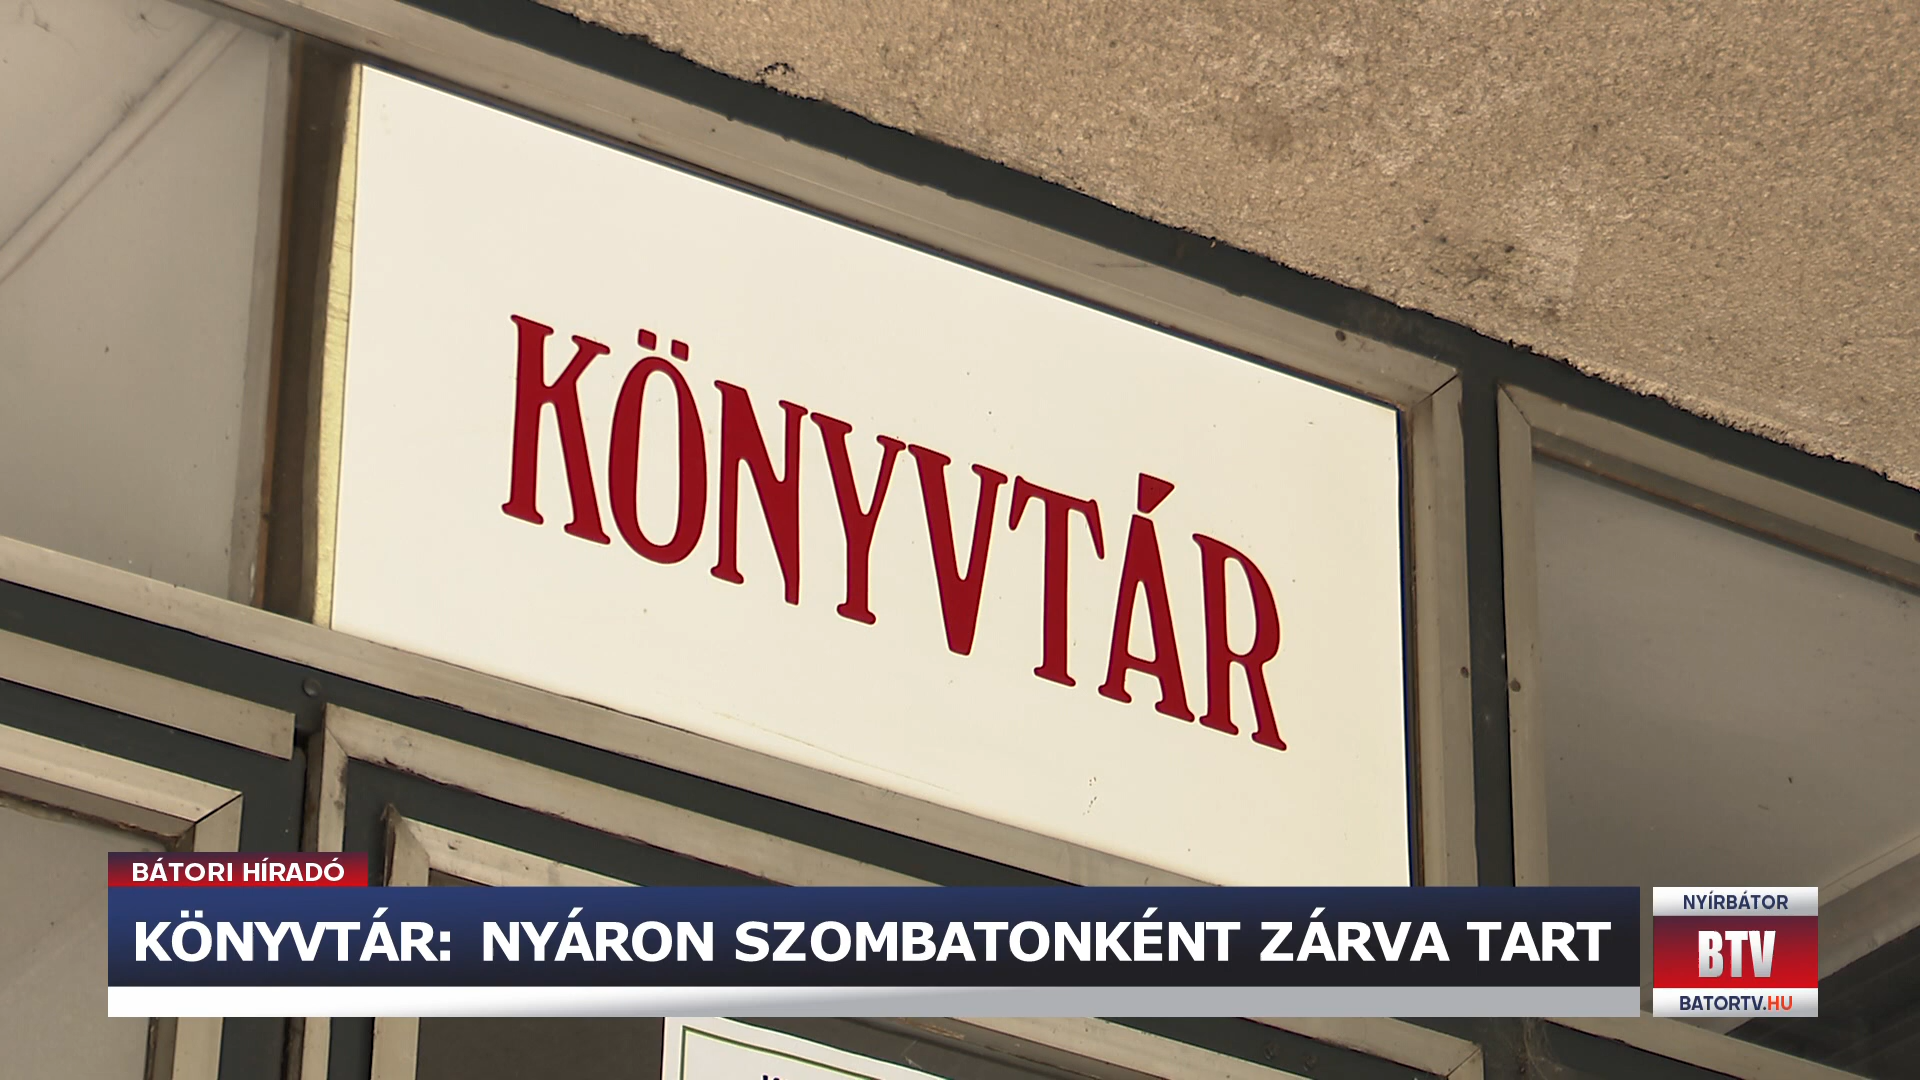 KÖNYVTÁR
BÁTORI HÍRADÓ
KÖNYVTÁR: NYÁRON SZOMBATONKÉNT ZÁRVA TART
NYÍRBÁTOR
BTV
BATORTV.HU